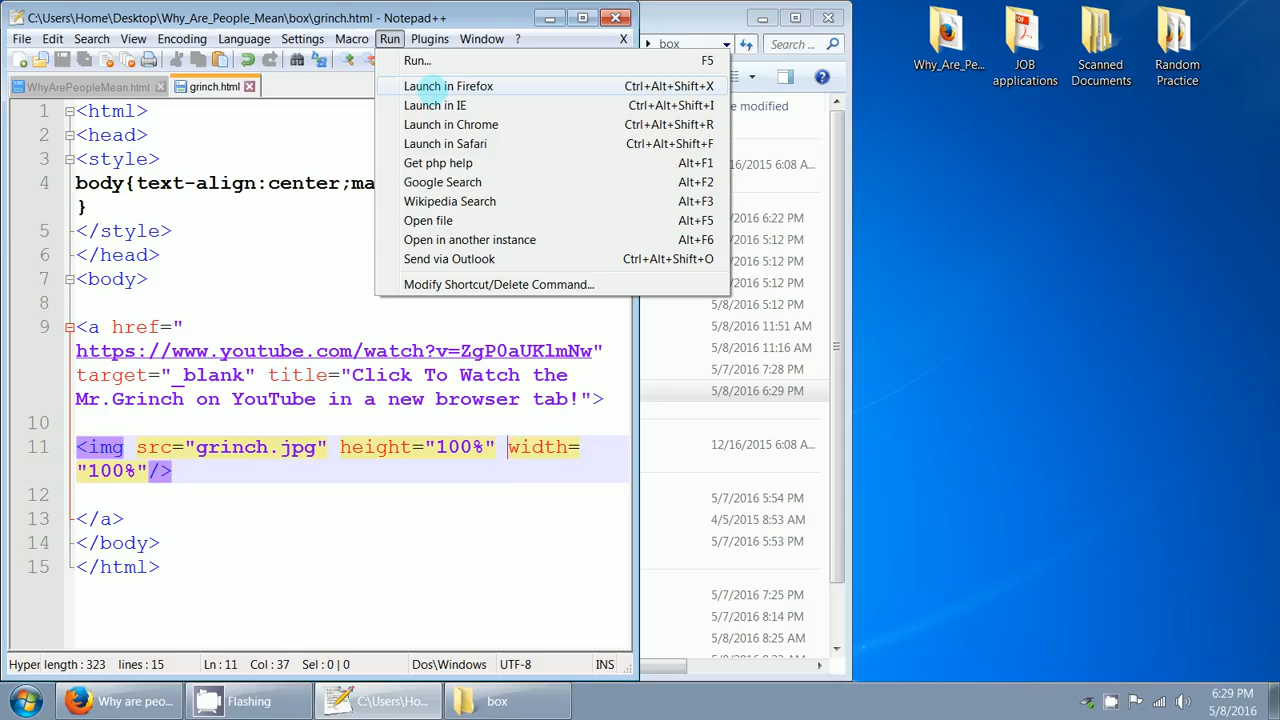 C:\Users\Home\Desktop\Why_Are_People_Mean\box\grinch.html - Notepad++
File Edit Search View Encoding Language Settings Macro Run Plugins Window ? X
WhyArePeopleMean.html
grinch.html
1 <html>
2 <head>
3 <style>
4 body{text-align:center;ma
}
5 </style>
6 </head>
7 <body>
8
9 <a href="
https://www.youtube.com/watch?v=ZgP0aUKlmNw"
target="_blank" title="Click To Watch the
Mr.Grinch on YouTube in a new browser tab!">
10
11 <img src="grinch.jpg" height="100%" width=
"100%"/>
12
13 </a>
14 </body>
15 </html>
Run... F5
Launch in Firefox Ctrl+Alt+Shift+X
Launch in IE Ctrl+Alt+Shift+I
Launch in Chrome Ctrl+Alt+Shift+R
Launch in Safari Ctrl+Alt+Shift+F
Get php help Alt+F1
Google Search Alt+F2
Wikipedia Search Alt+F3
Open file Alt+F5
Open in another instance Alt+F6
Send via Outlook Ctrl+Alt+Shift+O
Modify Shortcut/Delete Command...
Hyper length : 323 lines : 15 Ln : 11 Col : 37 Sel : 0 | 0 Dos\Windows UTF-8 INS
box
Search ...
e modified
/16/2015 6:08 A...
/2016 6:22 PM
/2016 5:12 PM
/2016 5:12 PM
/2016 5:12 PM
5/8/2016 11:51 AM
5/8/2016 11:16 AM
5/7/2016 7:28 PM
5/8/2016 6:29 PM
12/16/2015 6:08 A...
5/7/2016 5:54 PM
4/5/2015 8:53 AM
5/7/2016 5:53 PM
5/7/2016 7:25 PM
5/7/2016 8:14 PM
5/8/2016 8:25 AM
Why_Are_Pe...
JOB
applications
Scanned
Documents
Random
Practice
Why are peo...
Flashing
C:\Users\Ho...
box
6:29 PM
5/8/2016